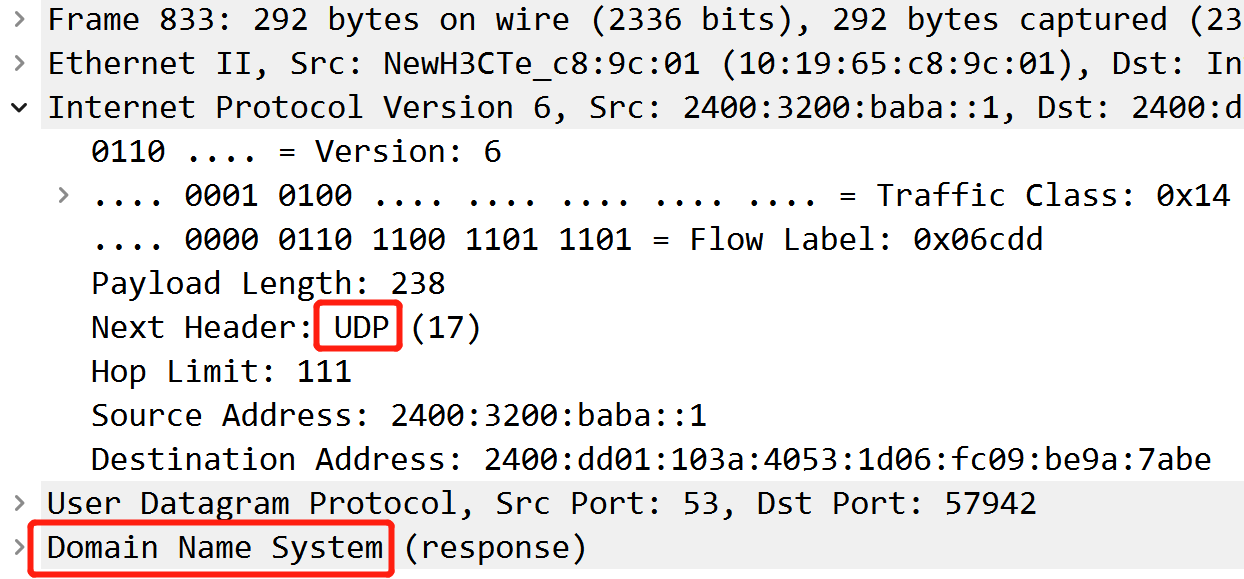 Frame 833: 292 bytes on wire (2336 bits), 292 bytes captured (23
Ethernet II, Src: NewH3CTe_c8:9c:01 (10:19:65:c8:9c:01), Dst: In
Internet Protocol Version 6, Src: 2400:3200:baba::1, Dst: 2400:d
0110 .... = Version: 6
.... 0001 0100 .... .... .... .... .... = Traffic Class: 0x14
.... 0000 0110 1100 1101 1101 = Flow Label: 0x06cdd
Payload Length: 238
Next Header: UDP (17)
Hop Limit: 111
Source Address: 2400:3200:baba::1
Destination Address: 2400:dd01:103a:4053:1d06:fc09:be9a:7abe
User Datagram Protocol, Src Port: 53, Dst Port: 57942
Domain Name System (response)